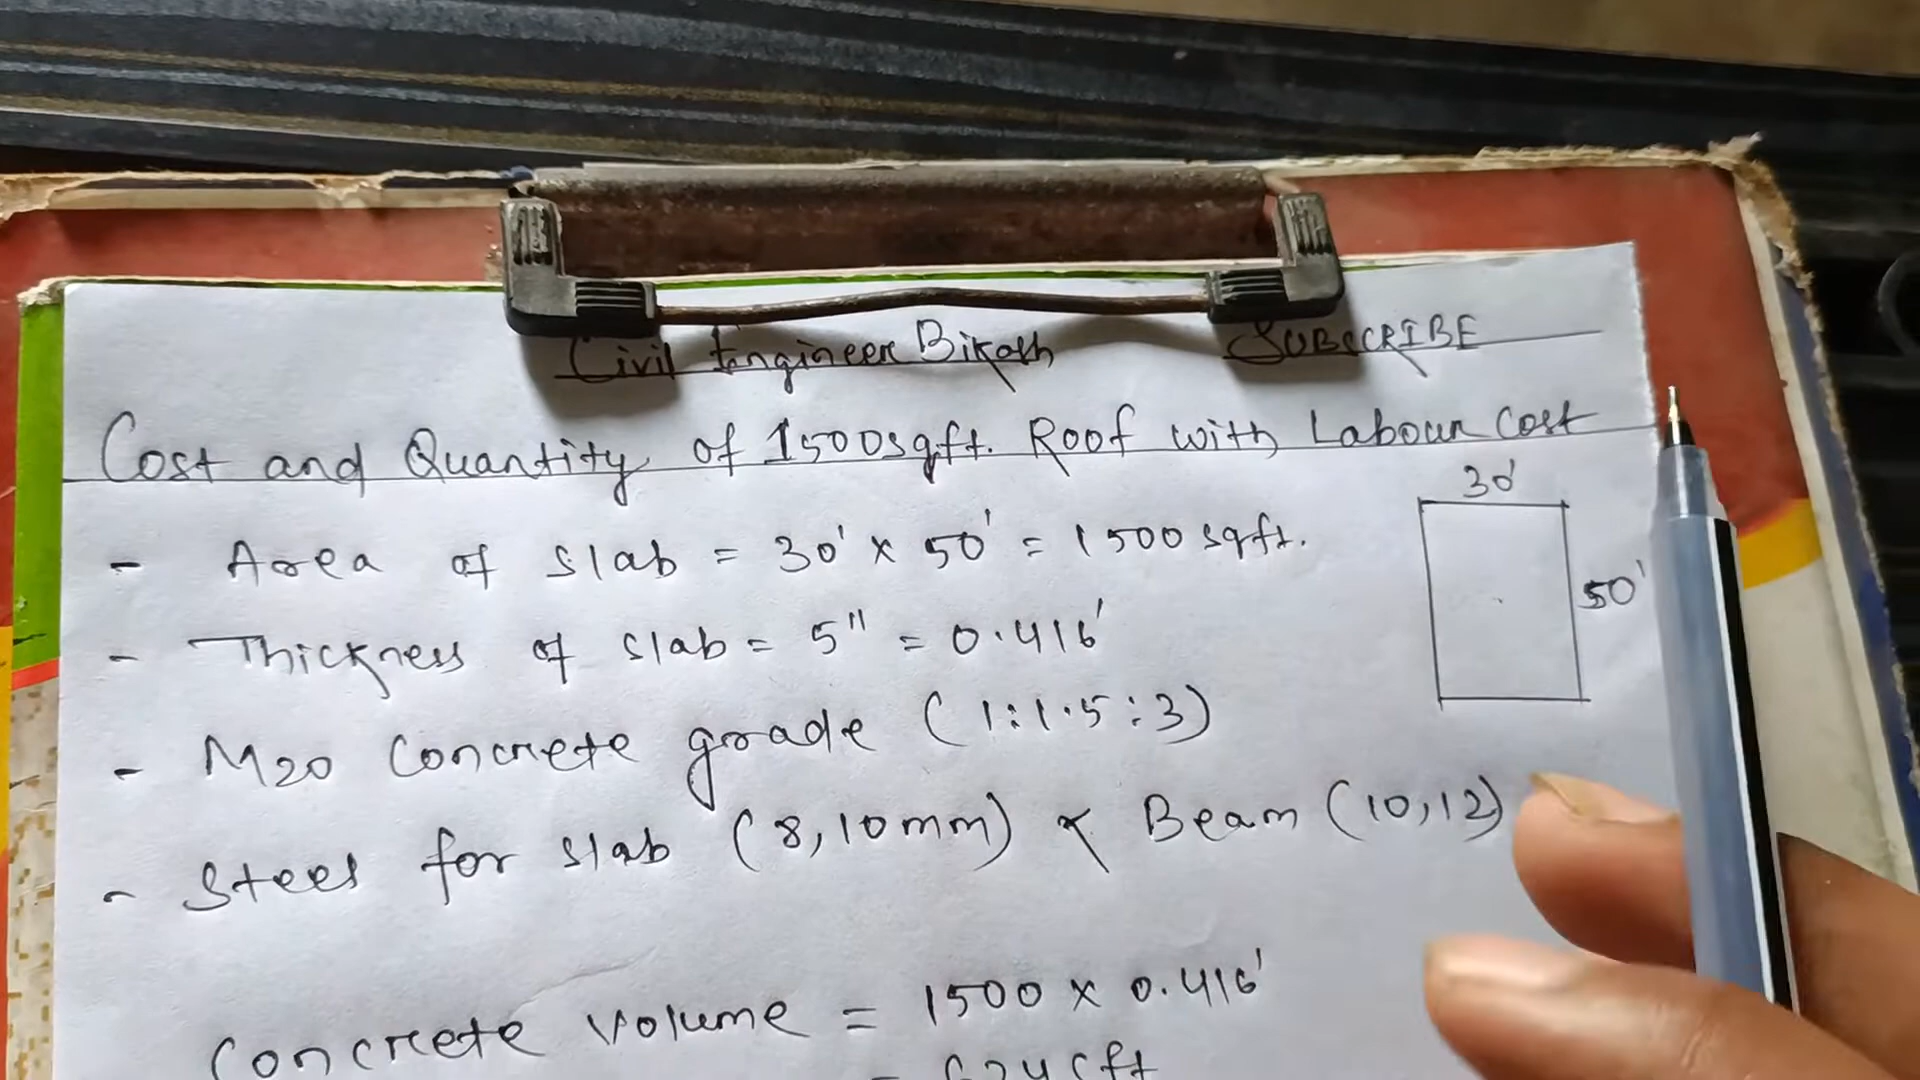 Civil Engineer Bikash SUBSCRIBE
Cost and Quantity of 1500sqft. Roof with Labour Cost
- Area of slab = 30' x 50' = 1500 sqft.
30'
50'
- Thickness of slab = 5" = 0.416'
- M20 Concrete grade (1:1.5:3)
- Steel for slab (8,10mm) & Beam (10,12)
Concrete volume = 1500 x 0.416'
= 624 cft